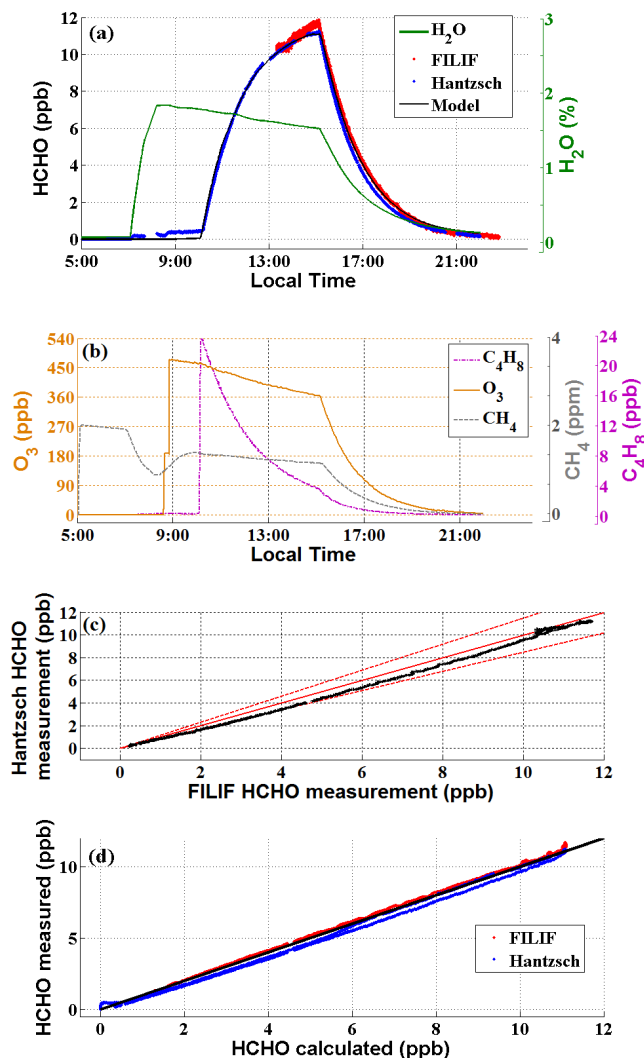 (a)
12
10
8
6
4
2
0
HCHO (ppb)
3
2
1
0
H2O (%)
H2O
FILIF
Hantzsch
Model
5:00 9:00 13:00 17:00 21:00
Local Time
(b)
540
450
360
270
180
90
0
O3 (ppb)
4
2
0
CH4 (ppm)
24
20
16
12
8
4
0
C4H8 (ppb)
C4H8
O3
CH4
5:00 9:00 13:00 17:00 21:00
Local Time
(c)
12
10
8
6
4
2
0
Hantzsch HCHO
measurement (ppb)
0 2 4 6 8 10 12
FILIF HCHO measurement (ppb)
(d)
10
5
0
HCHO measured (ppb)
FILIF
Hantzsch
0 2 4 6 8 10 12
HCHO calculated (ppb)